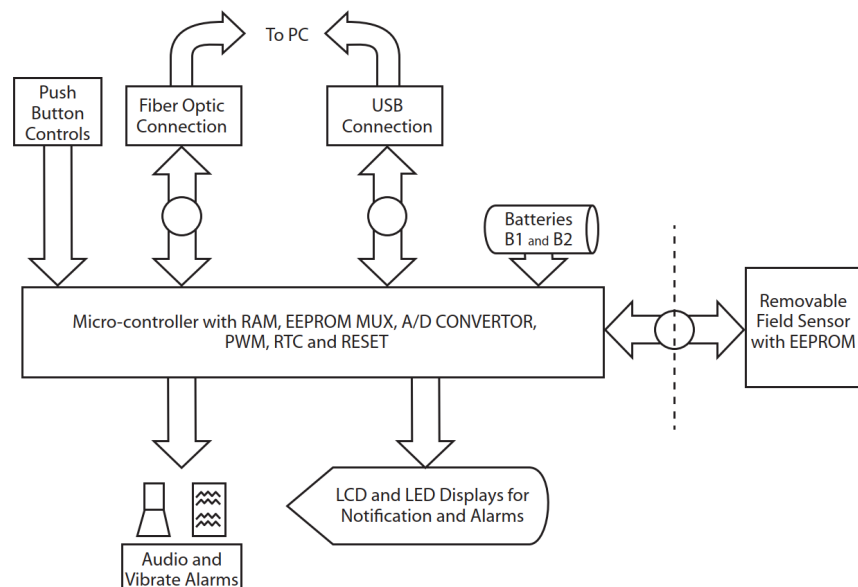 To PC
Push
Button
Controls
Fiber Optic
Connection
USB
Connection
Batteries
B1 and B2
Micro-controller with RAM, EEPROM MUX, A/D CONVERTOR,
PWM, RTC and RESET
Removable
Field Sensor
with EEPROM
LCD and LED Displays for
Notification and Alarms
Audio and
Vibrate Alarms